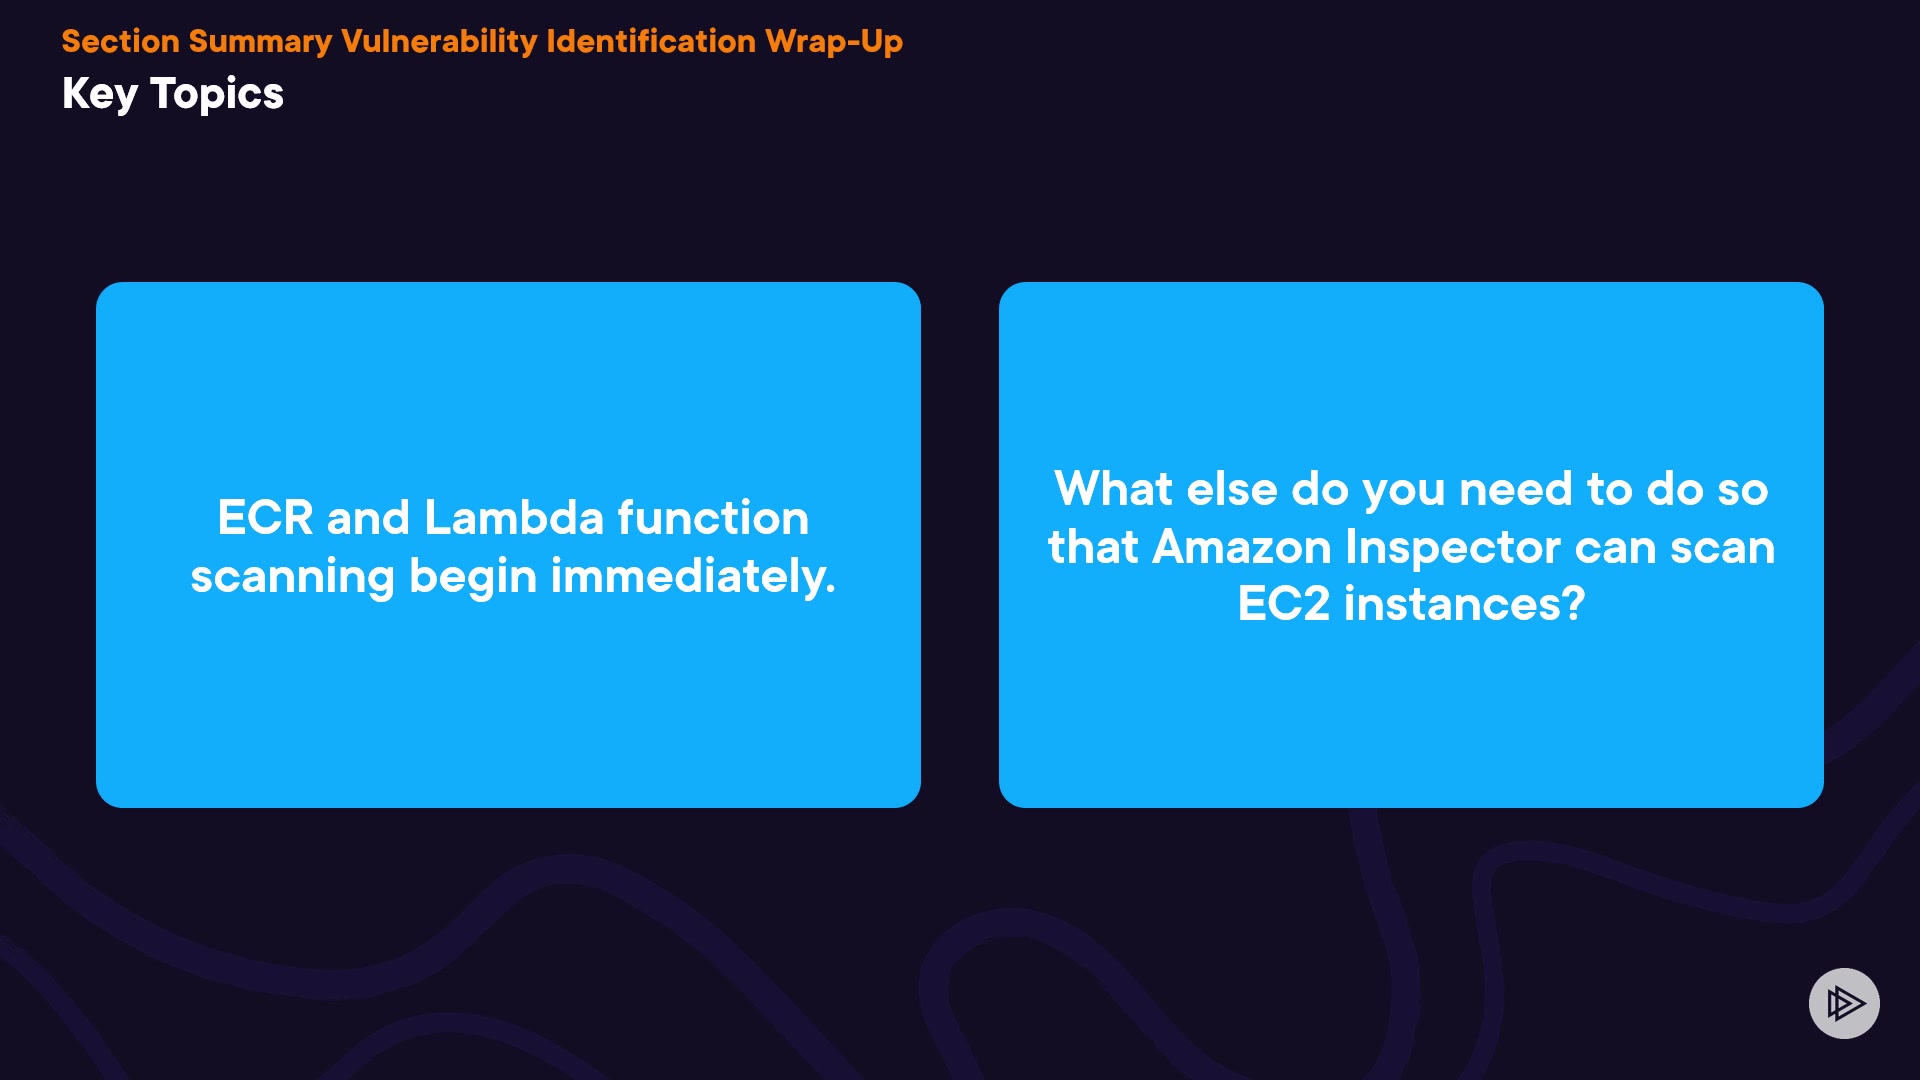 Section Summary Vulnerability Identification Wrap-Up
Key Topics
ECR and Lambda function
scanning begin immediately.
What else do you need to do so
that Amazon Inspector can scan
EC2 instances?